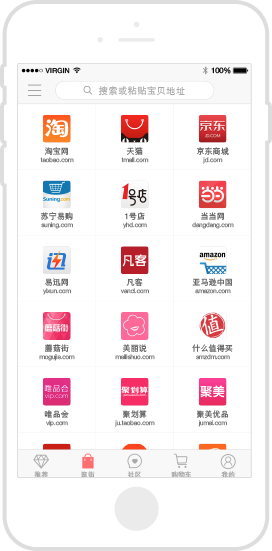 VIRGIN 100%
搜索或粘贴宝贝地址
淘 京东 JD.COM
淘宝网 天猫 京东商城
taobao.com tmall.com jd.com
Suning.com 1号店 当当
苏宁易购 1号店 当当网
suning.com yhd.com dangdang.com
易迅 凡客 amazon
易迅网 凡客 亚马逊中国
yixun.com vancl.com amazon.com
蘑菇街 值
蘑菇街 美丽说 什么值得买
mogujie.com meilishuo.com smzdm.com
唯品会 vip.com 聚划算 聚美
唯品会 聚划算 聚美优品
vip.com ju.taobao.com jumei.com
推荐 逛街 社区 购物车 我的